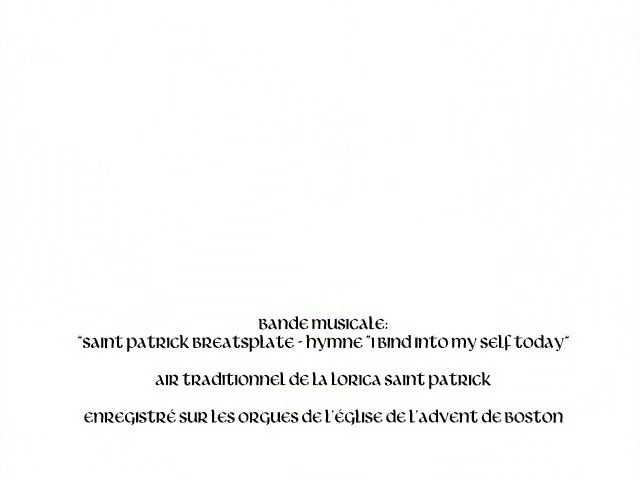 Bande musicale:
"Saint Patrick Breatsplate - hymne "I bind into my self today"
Air traditionnel de la Lorica Saint Patrick
Enregistré sur les orgues de l'église de l'Advent de Boston